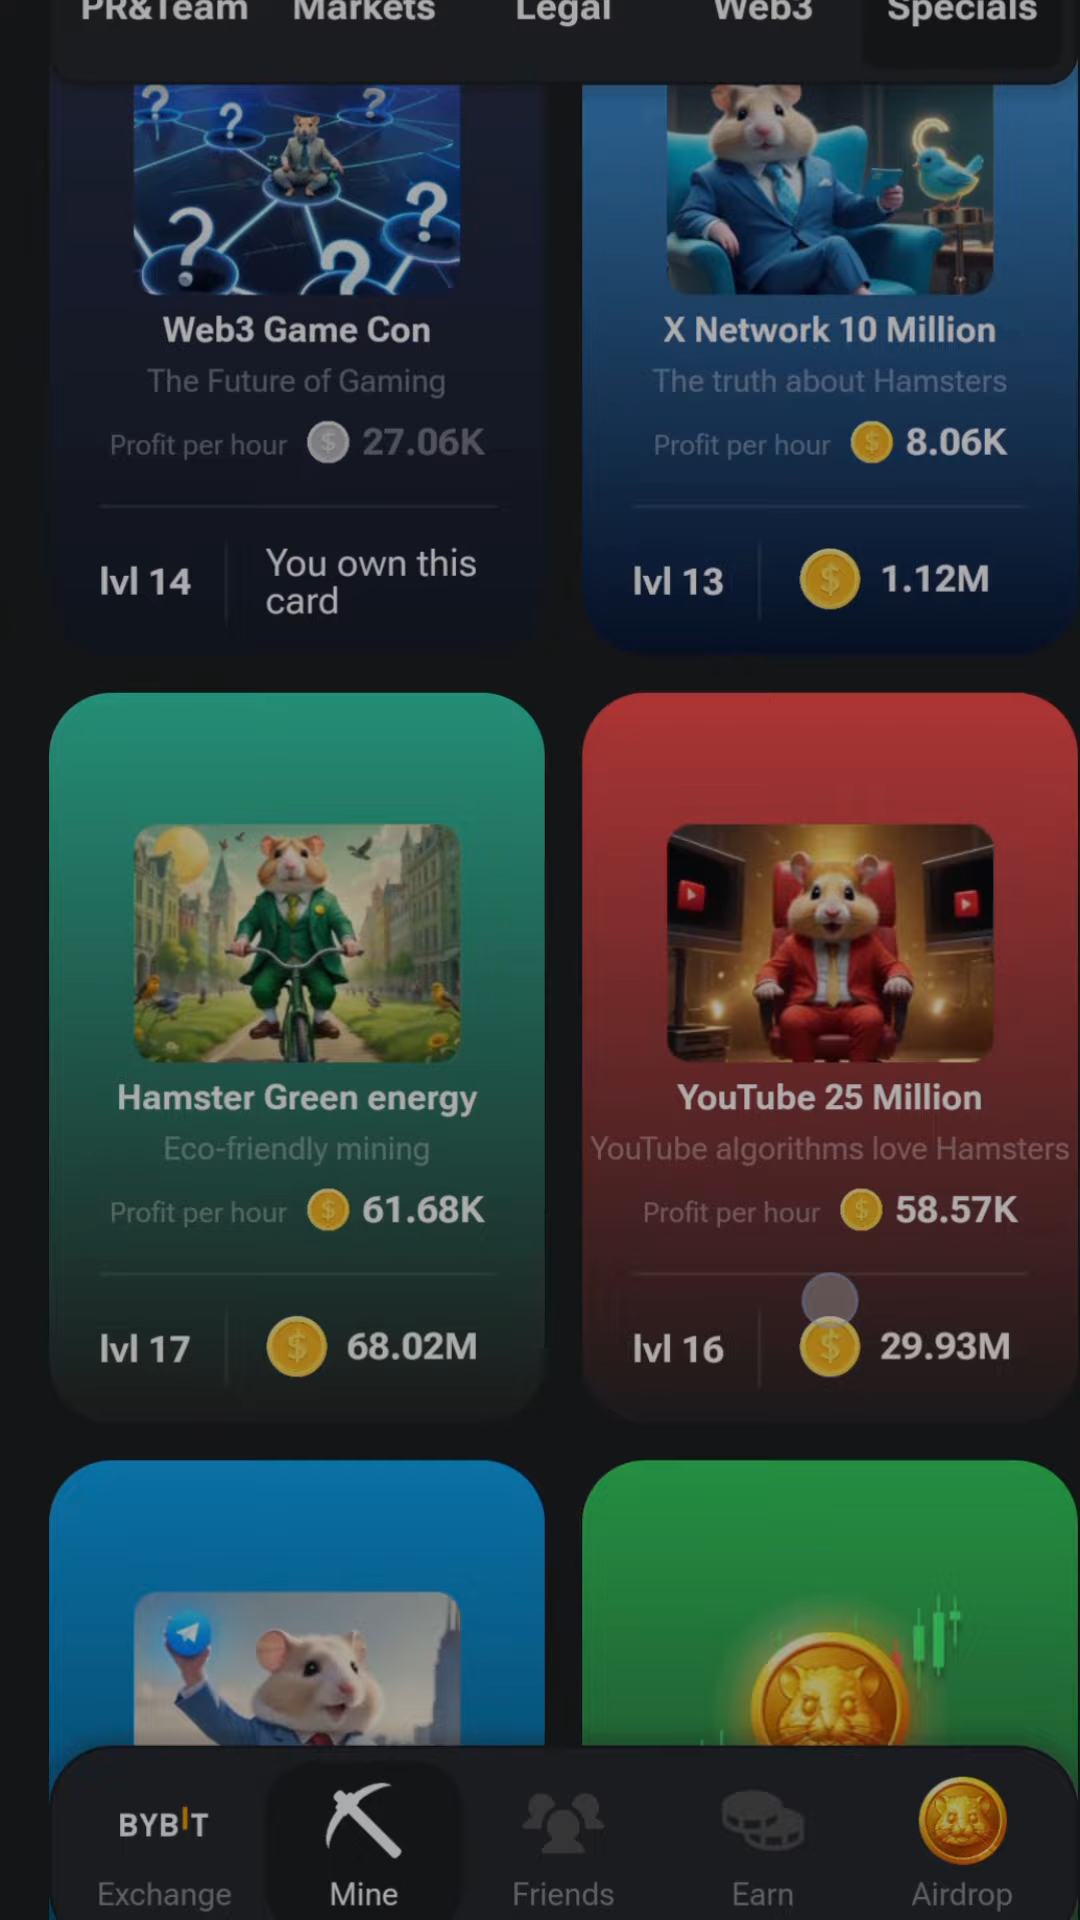 PR&Team Markets Legal Web3 Specials
? ? ? ? ? ?
Web3 Game Con
The Future of Gaming
Profit per hour $ 27.06K
lvl 14
You own this
card
X Network 10 Million
The truth about Hamsters
Profit per hour $ 8.06K
lvl 13 $ 1.12M
Hamster Green energy
Eco-friendly mining
Profit per hour $ 61.68K
lvl 17 $ 68.02M
YouTube 25 Million
YouTube algorithms love Hamsters
Profit per hour $ 58.57K
lvl 16 $ 29.93M
BYBIT
Exchange Mine Friends Earn Airdrop